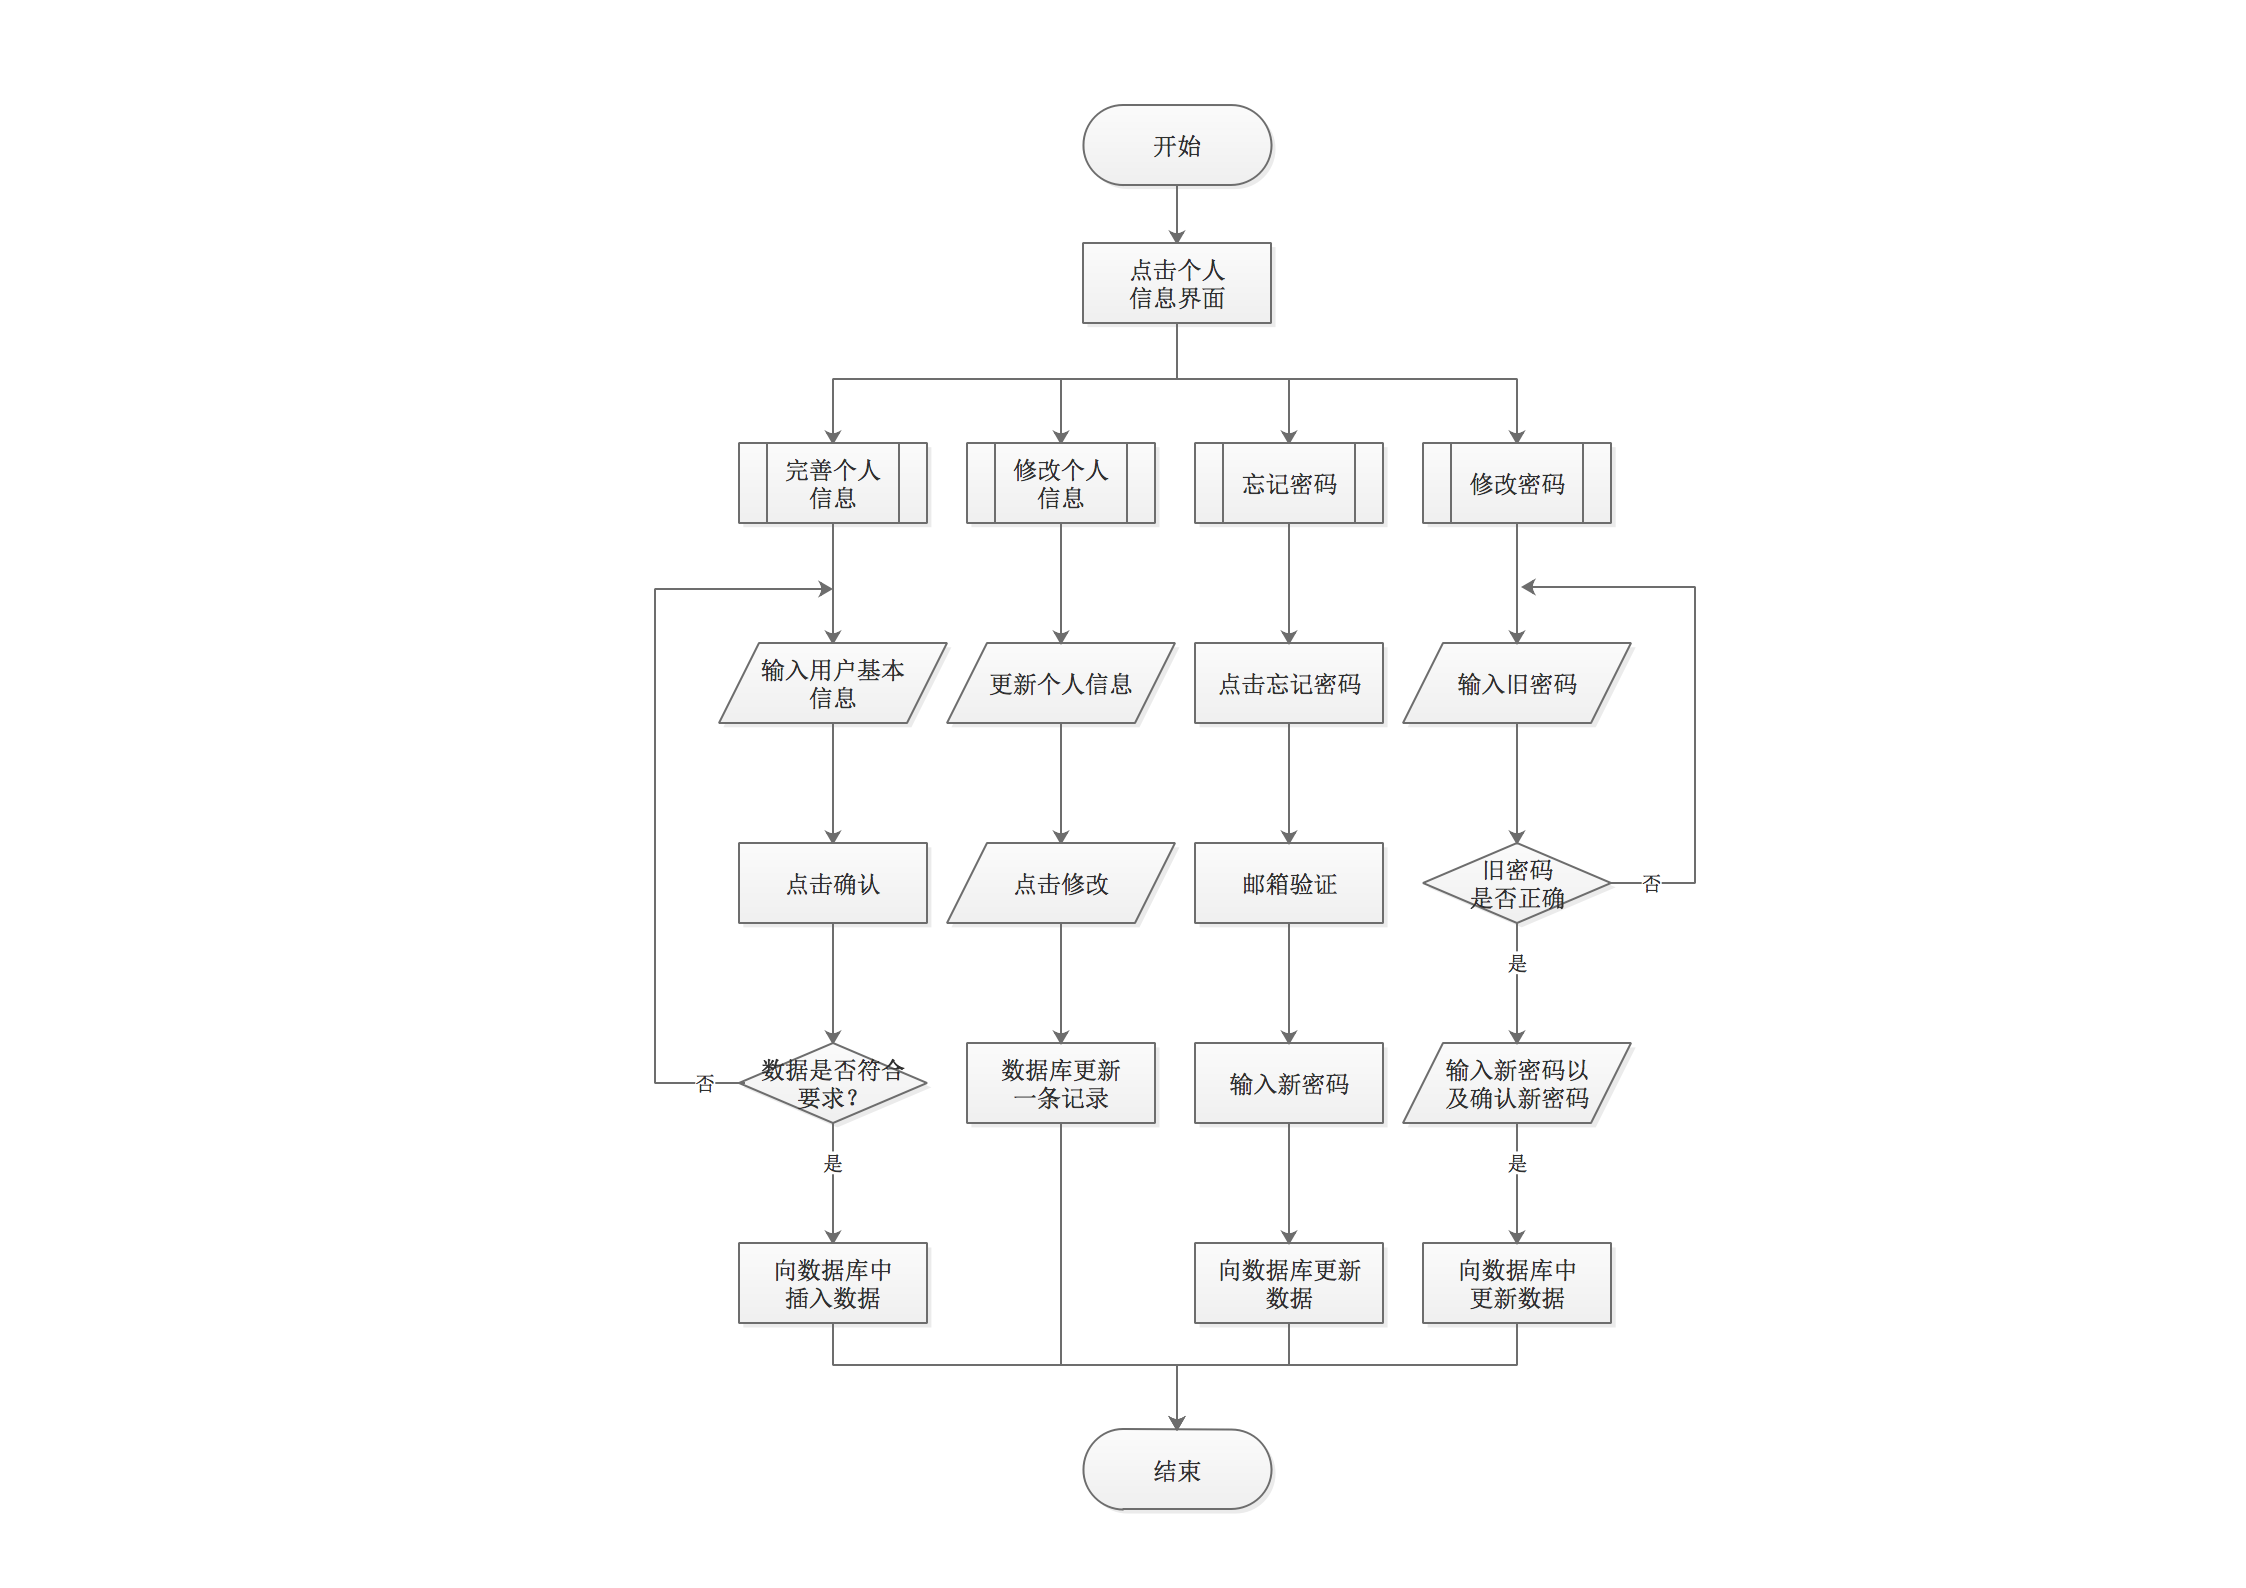 开始
点击个人
信息界面
完善个人
信息
修改个人
信息
忘记密码
修改密码
输入用户基本
信息
更新个人信息
点击忘记密码
输入旧密码
点击确认
点击修改
邮箱验证
旧密码
是否正确
否
是
数据是否符合
要求？
否
数据库更新
一条记录
输入新密码
输入新密码以
及确认新密码
是
是
向数据库中
插入数据
向数据库更新
数据
向数据库中
更新数据
结束